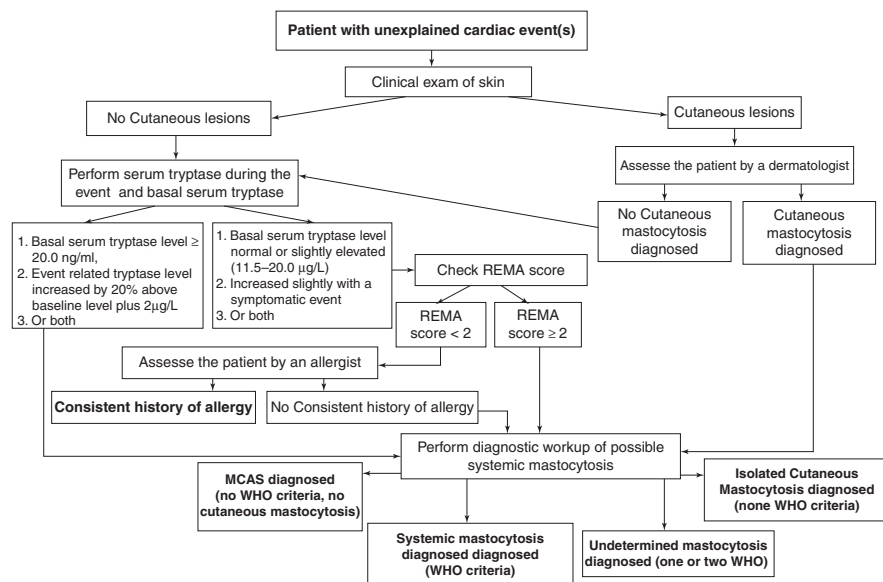 Patient with unexplained cardiac event(s)
Clinical exam of skin
No Cutaneous lesions
Cutaneous lesions
Perform serum tryptase during the
event and basal serum tryptase
Assesse the patient by a dermatologist
No Cutaneous
mastocytosis
diagnosed
Cutaneous
mastocytosis
diagnosed
1. Basal serum tryptase level ≥
20.0 ng/ml,
2. Event related tryptase level
increased by 20% above
baseline level plus 2μg/L
3. Or both
1. Basal serum tryptase level
normal or slightly elevated
(11.5–20.0 μg/L)
2. Increased slightly with a
symptomatic event
3. Or both
Check REMA score
REMA
score < 2
REMA
score ≥ 2
Assesse the patient by an allergist
Consistent history of allergy
No Consistent history of allergy
Perform diagnostic workup of possible
systemic mastocytosis
MCAS diagnosed
(no WHO criteria, no
cutaneous mastocytosis)
Isolated Cutaneous
Mastocytosis diagnosed
(none WHO criteria)
Systemic mastocytosis
diagnosed diagnosed
(WHO criteria)
Undetermined mastocytosis
diagnosed (one or two WHO)